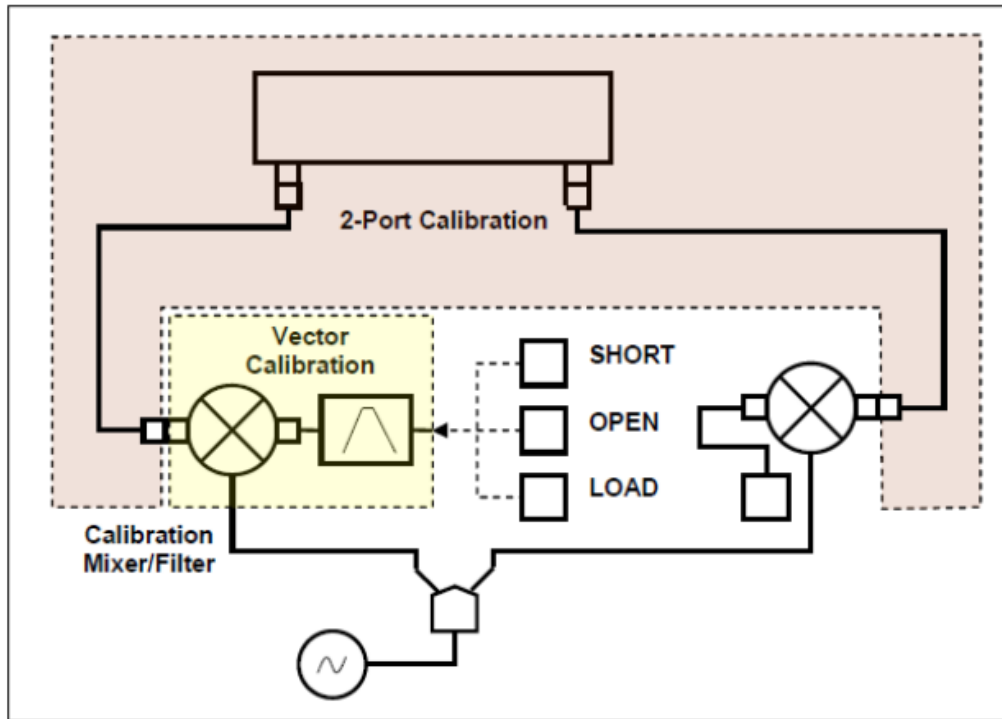 2-Port Calibration
Vector
Calibration
SHORT
OPEN
LOAD
Calibration
Mixer/Filter